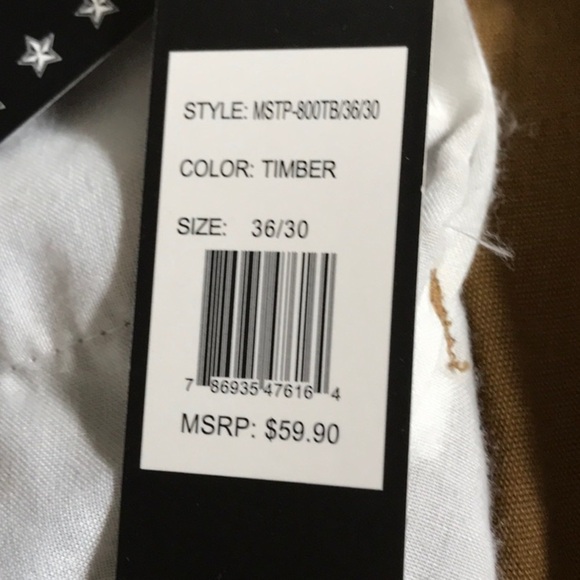 STYLE: MSTP-800TB/36/30
COLOR: TIMBER
SIZE: 36/30
7 86935 47616 4
MSRP: $59.90